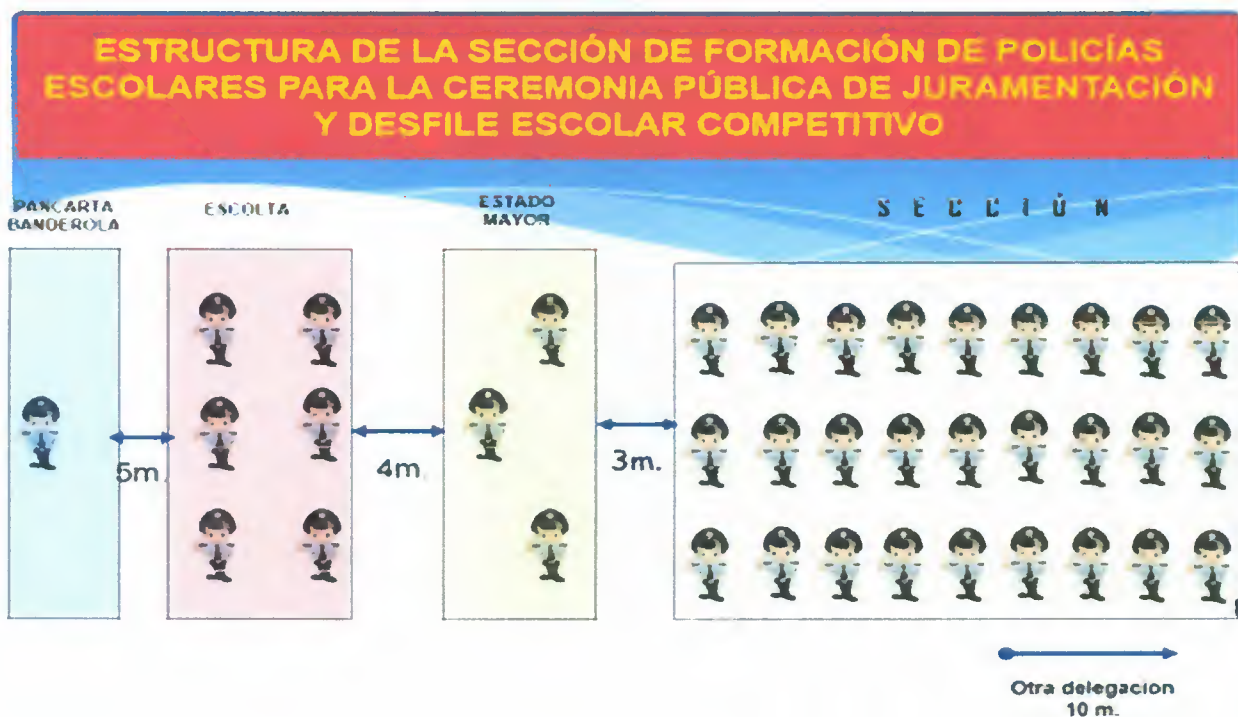 ESTRUCTURA DE LA SECCIÓN DE FORMACIÓN DE POLICÍAS
ESCOLARES PARA LA CEREMONIA PÚBLICA DE JURAMENTACIÓN
Y DESFILE ESCOLAR COMPETITIVO
PANCARTA
BANDEROLA
ESCOLTA
ESTADO
MAYOR
SECCIÓN
5m.
4m.
3m.
Otra delegacion
10 m.